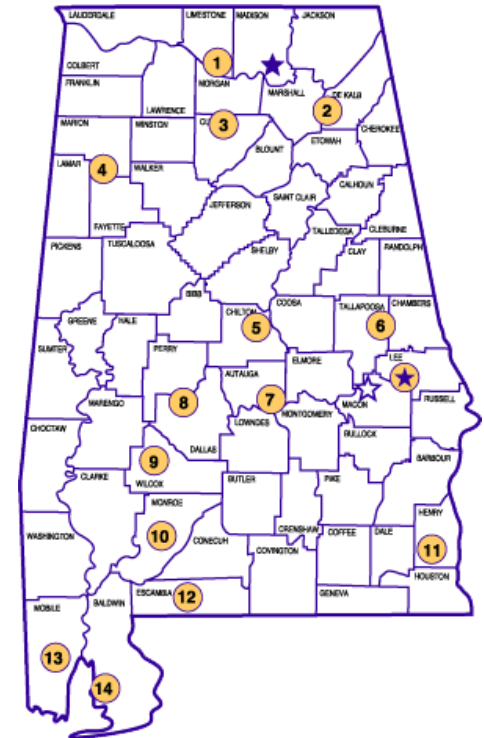 LAUDERDALE
LIMESTONE
MADISON
JACKSON
COLBERT
1
FRANKLIN
MORGAN
MARSHALL
DE KALB
2
LAWRENCE
MARION
WINSTON
3
CHEROKEE
ETOWAH
BLOUNT
LAMAR
4
WALKER
CALHOUN
SAINT CLAIR
JEFFERSON
FAYETTE
TALLEDEGA
CLEBURNE
PICKENS
TUSCALOOSA
SHELBY
CLAY
RANDOLPH
BIBB
COOSA
TALLAPOOSA
CHAMBERS
CHILTON
5
6
GREENE
HALE
SUMTER
PERRY
ELMORE
LEE
AUTAUGA
MACON
RUSSELL
MARENGO
8
7
MONTGOMERY
LOWNDES
CHOCTAW
DALLAS
BULLOCK
BARBOUR
9
CLARKE
WILCOX
BUTLER
PIKE
MONROE
HENRY
WASHINGTON
10
CONECUH
CRENSHAW
COFFEE
DALE
COVINGTON
11
HOUSTON
MOBILE
BALDWIN
ESCAMBIA
12
GENEVA
13
14